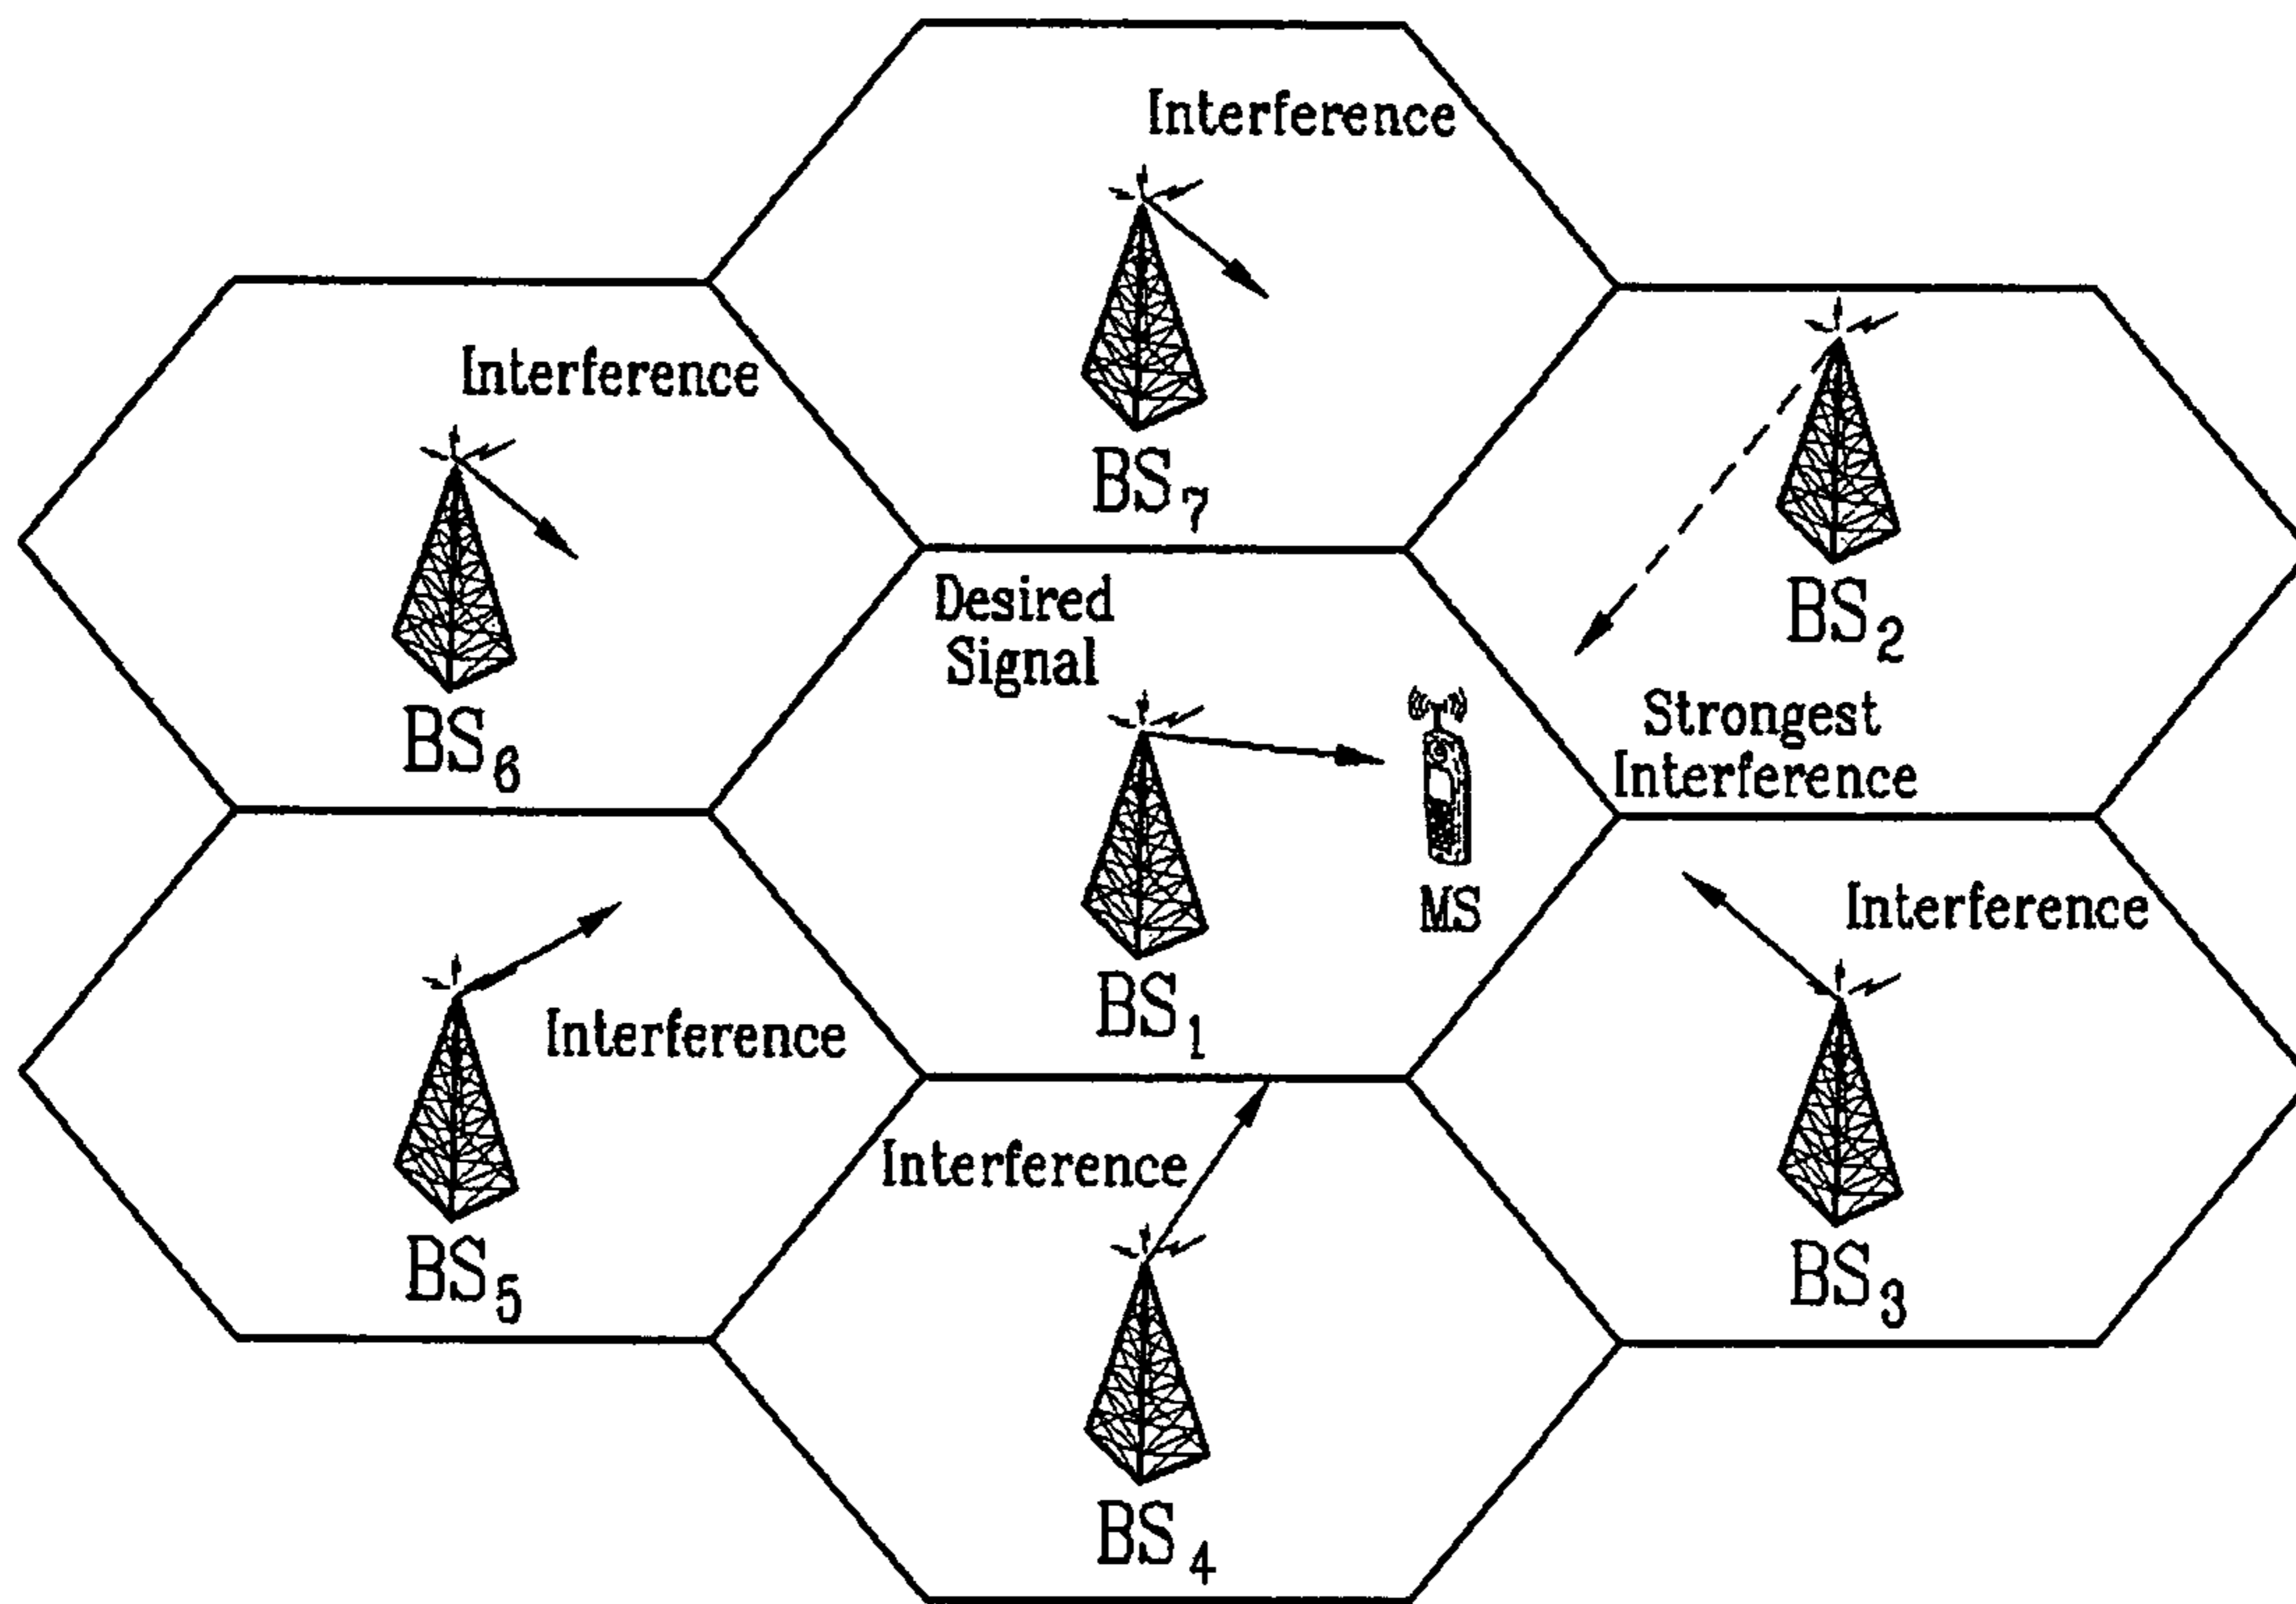 Interference
BS7
Interference
BS6
BS2
Strongest
Interference
Desired
Signal
MS
BS1
Interference
BS5
Interference
BS3
Interference
BS4